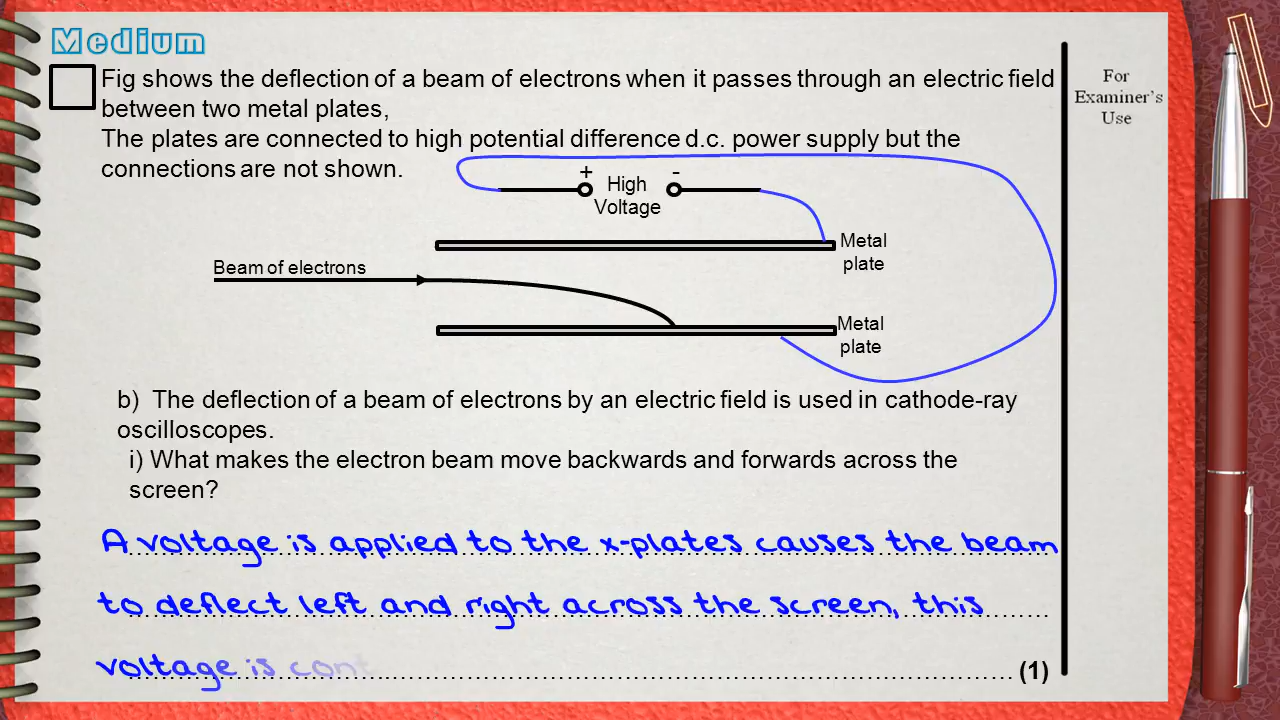 Medium
Fig shows the deflection of a beam of electrons when it passes through an electric field
between two metal plates,
The plates are connected to high potential difference d.c. power supply but the
connections are not shown.
For
Examiner's
Use
+ High -
Voltage
Metal
plate
Beam of electrons
Metal
plate
b) The deflection of a beam of electrons by an electric field is used in cathode-ray
oscilloscopes.
i) What makes the electron beam move backwards and forwards across the
screen?
A voltage is applied to the x-plates causes the beam
to deflect left and right across the screen, this
voltage is cont
(1)